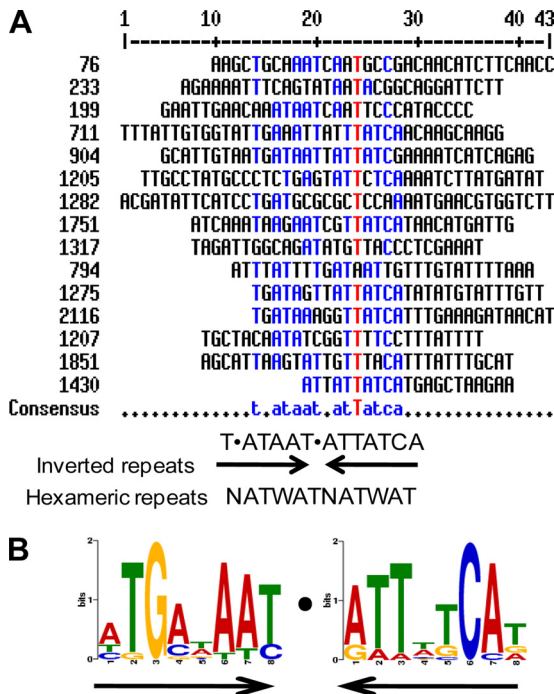 A
1 10 20 30 40 43
76 AAGCTGCAAATCAATGCCGACAACATCTTCAACC
233 AGAAAATTTCAGTATAATACGGCAGGATTCTT
199 GAATTGAACAAATAATCAATTCCCATACCCC
711 TTTATTGTGGTATTGAAATTATTTATCAACAAGCAAGG
904 GCATTGTAATGATAATTATTATCGAAAATCATCAGAG
1205 TTGCCTATGCCCTCTGAGTATTCTCAAAATCTTATGATAT
1282 ACGATATTCATCCTGATGCGCGCTCCAAAATGAACGTGGTCTT
1751 ATCAAATAAGAATCGTTATCATAACATGATTG
1317 TAGATTGGCAGATATGTTACCCTCGAAAT
794 ATTTATTTTGATAATTGTTTGTATTTTAAA
1275 TGATAGTTATTATCATATATGTATTTGTT
2116 TGATAAAGGTTATCATTTGAAAGATAACAT
1207 TGCTACAATATCGGTTTTCCTTTATTTT
1851 AGCATTAAGTATTGTTACATTTATTTGCAT
1430 ATTATTATCATGAGCTAAGAA
Consensus ..............t.ataat.atTatca...............
T•ATAAT•ATTATCA
Inverted repeats
Hexameric repeats NATWATNATWAT
B